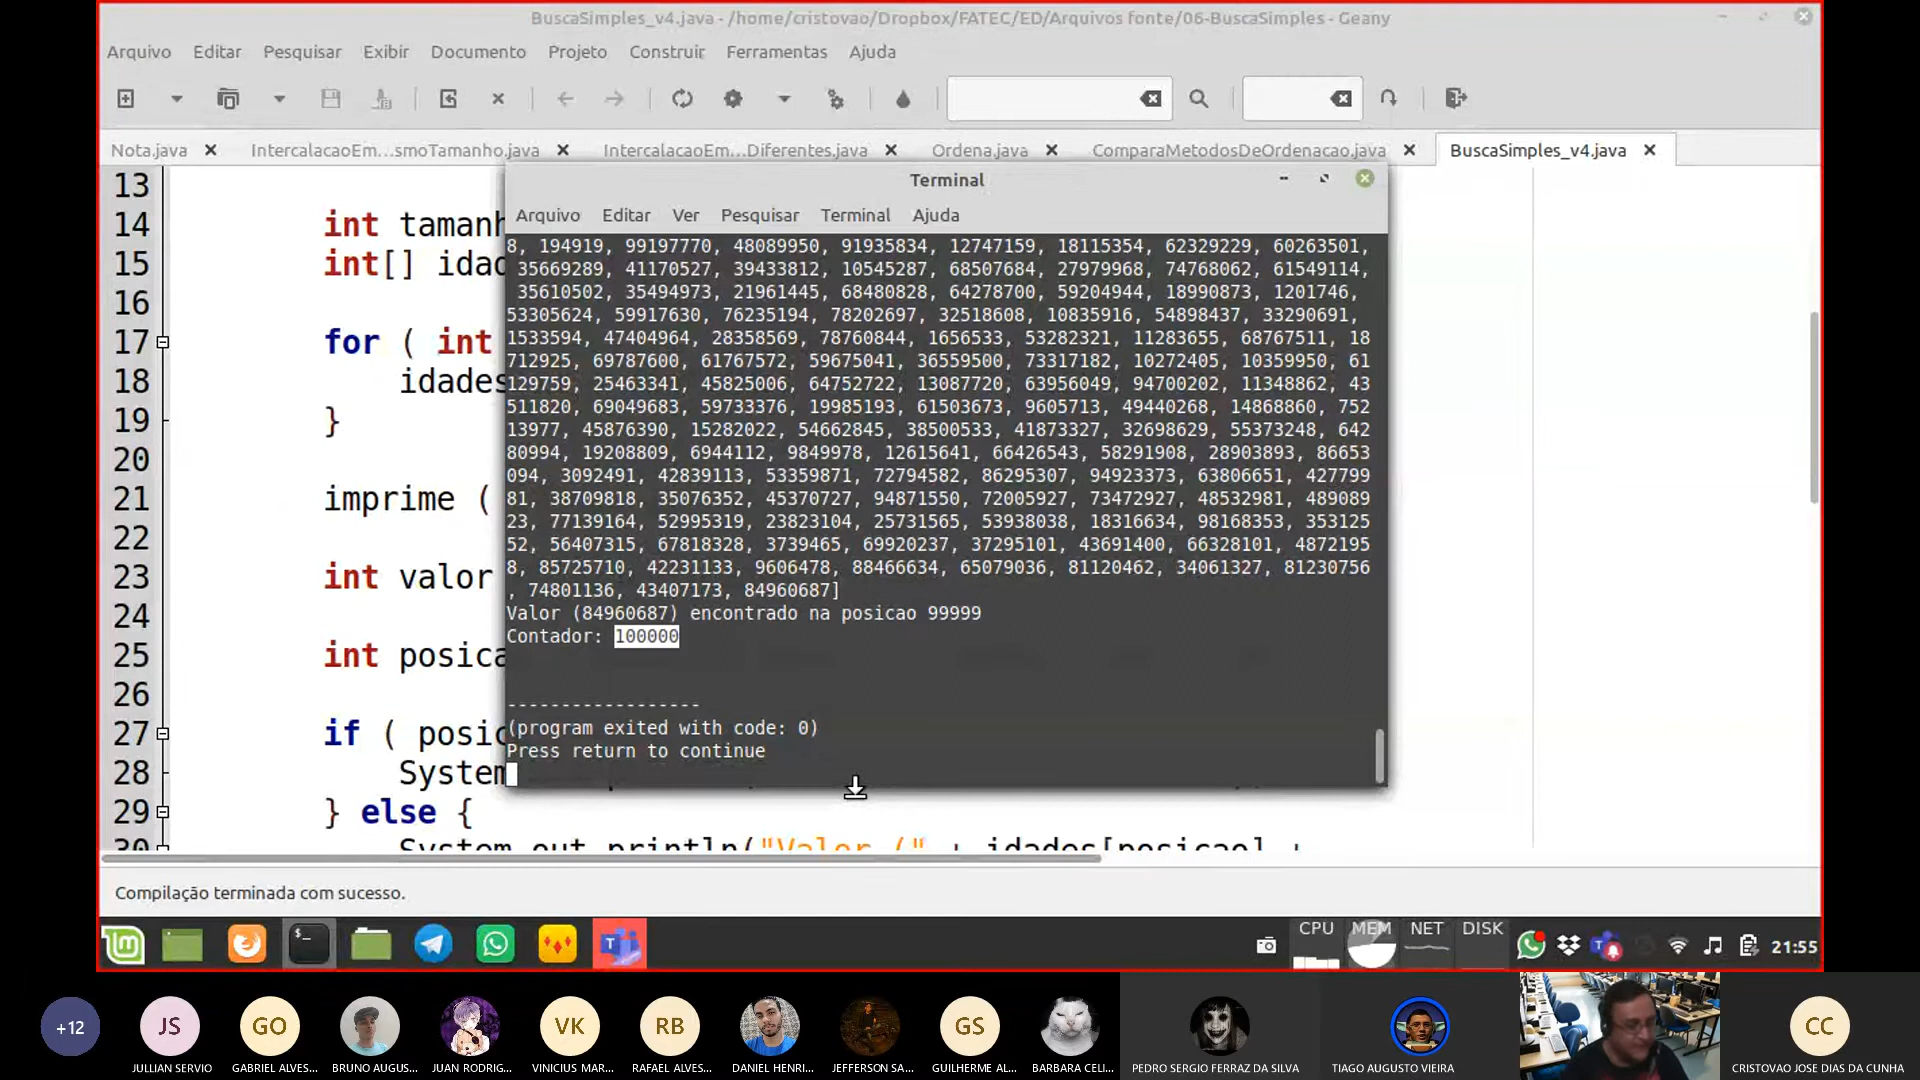 BuscaSimples_v4.java - /home/cristovao/Dropbox/FATEC/ED/Arquivos fonte/06-BuscaSimples - Geany
Arquivo Editar Pesquisar Exibir Documento Projeto Construir Ferramentas Ajuda
Nota.java IntercalacaoEm...smoTamanho.java IntercalacaoEm...Diferentes.java Ordena.java ComparaMetodosDeOrdenacao.java BuscaSimples_v4.java
13
14 int tamanh
15 int[] idad
16
17 for ( int
18 idades
19 }
20
21 imprime (
22
23 int valor
24
25 int posica
26
27 if ( posic
28 System
29 } else {
30 System.out.println("Valor (" + idades[posicao] +
Terminal
Arquivo Editar Ver Pesquisar Terminal Ajuda
8, 194919, 99197770, 48089950, 91935834, 12747159, 18115354, 62329229, 60263501,
35669289, 41170527, 39433812, 10545287, 68507684, 27979968, 74768062, 61549114,
35610502, 35494973, 21961445, 68480828, 64278700, 59204944, 18990873, 1201746,
53305624, 59917630, 76235194, 78202697, 32518608, 10835916, 54898437, 33290691,
1533594, 47404964, 28358569, 78760844, 1656533, 53282321, 11283655, 68767511, 18
712925, 69787600, 61767572, 59675041, 36559500, 73317182, 10272405, 10359950, 61
129759, 25463341, 45825006, 64752722, 13087720, 63956049, 94700202, 11348862, 43
511820, 69049683, 59733376, 19985193, 61503673, 9605713, 49440268, 14868860, 752
13977, 45876390, 15282022, 54662845, 38500533, 41873327, 32698629, 55373248, 642
80994, 19208809, 6944112, 9849978, 12615641, 66426543, 58291908, 28903893, 86653
094, 3092491, 42839113, 53359871, 72794582, 86295307, 94923373, 63806651, 427799
81, 38709818, 35076352, 45370727, 94871550, 72005927, 73472927, 48532981, 489089
23, 77139164, 52995319, 23823104, 25731565, 53938038, 18316634, 98168353, 353125
52, 56407315, 67818328, 3739465, 69920237, 37295101, 43691400, 66328101, 4872195
8, 85725710, 42231133, 9606478, 88466634, 65079036, 81120462, 34061327, 81230756
, 74801136, 43407173, 84960687]
Valor (84960687) encontrado na posicao 99999
Contador: 100000
------------------
(program exited with code: 0)
Press return to continue
Compilação terminada com sucesso.
CPU MEM NET DISK 21:55
+12 JS GO VK RB GS CC
JULLIAN SERVIO GABRIEL ALVES... BRUNO AUGUS... JUAN RODRIG... VINICIUS MAR... RAFAEL ALVES... DANIEL HENRI... JEFFERSON SA... GUILHERME AL... BARBARA CELI... PEDRO SERGIO FERRAZ DA SILVA TIAGO AUGUSTO VIEIRA CRISTOVAO JOSE DIAS DA CUNHA